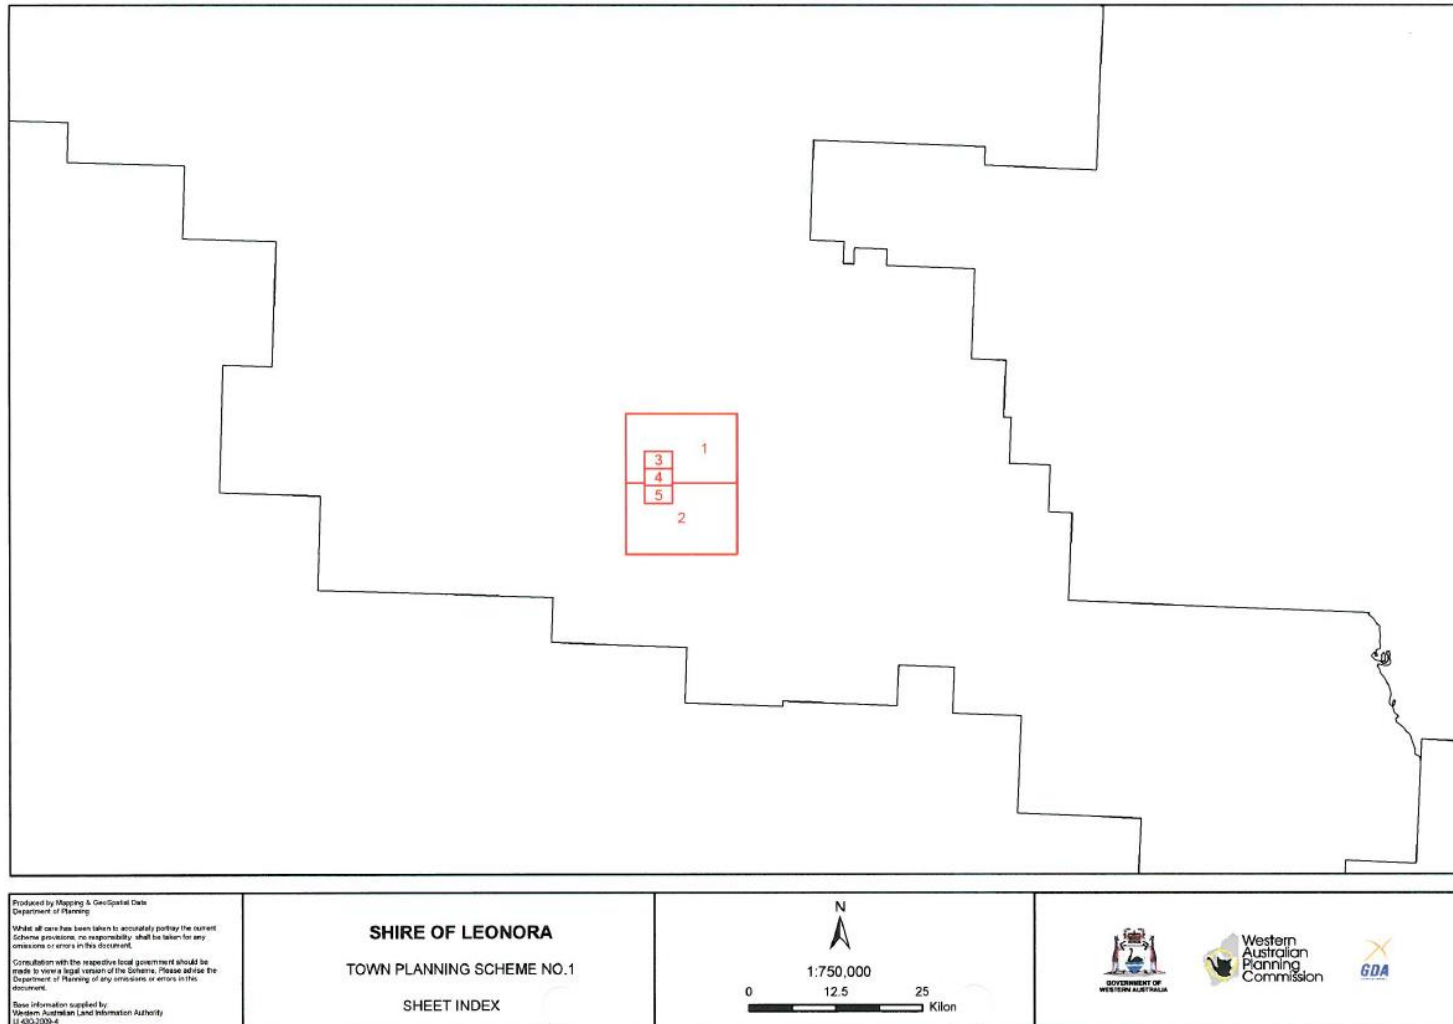 1
3
4
5
2
Produced by Mapping & GeoSpatial Data
Department of Planning
Whilst all care has been taken to accurately portray the current
Scheme provisions, no responsibility shall be taken for any
omissions or errors in this document.
Consultation with the respective local government should be
made to view a legal version of the Scheme. Please advise the
Department of Planning of any omissions or errors in this
document.
Base information supplied by:
Western Australian Land Information Authority
LI 430-2009-4
SHIRE OF LEONORA
TOWN PLANNING SCHEME NO.1
SHEET INDEX
N
1:750,000
0 12.5 25
Kilon
GOVERNMENT OF
WESTERN AUSTRALIA
Western
Australian
Planning
Commission
GDA